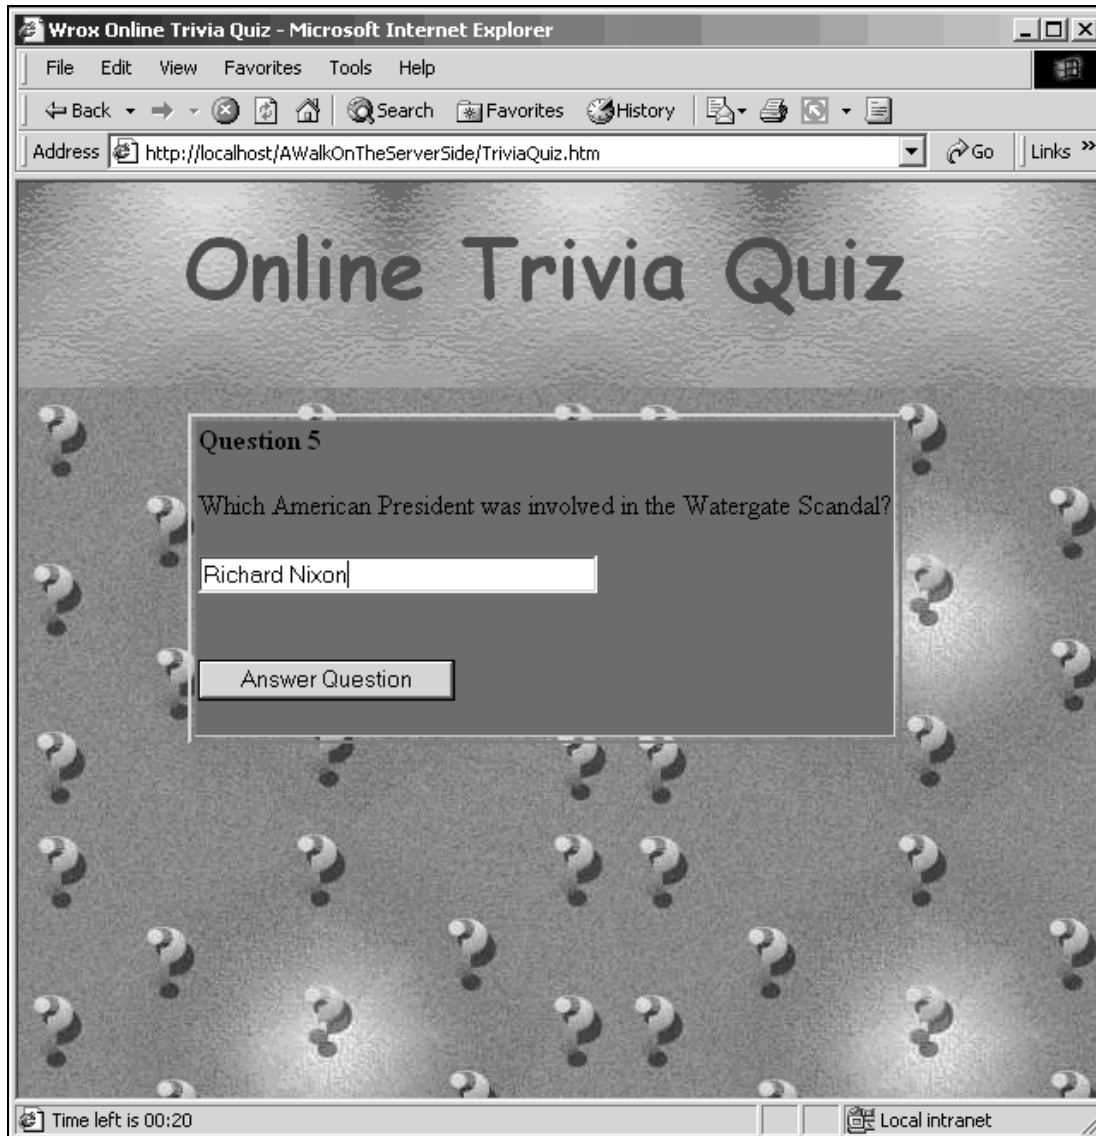 Wrox Online Trivia Quiz - Microsoft Internet Explorer
File Edit View Favorites Tools Help
Back Search Favorites History
Address http://localhost/AWalkOnTheServerSide/TriviaQuiz.htm Go Links »
Online Trivia Quiz
Question 5
Which American President was involved in the Watergate Scandal?
Richard Nixon
Answer Question
Time left is 00:20 Local intranet